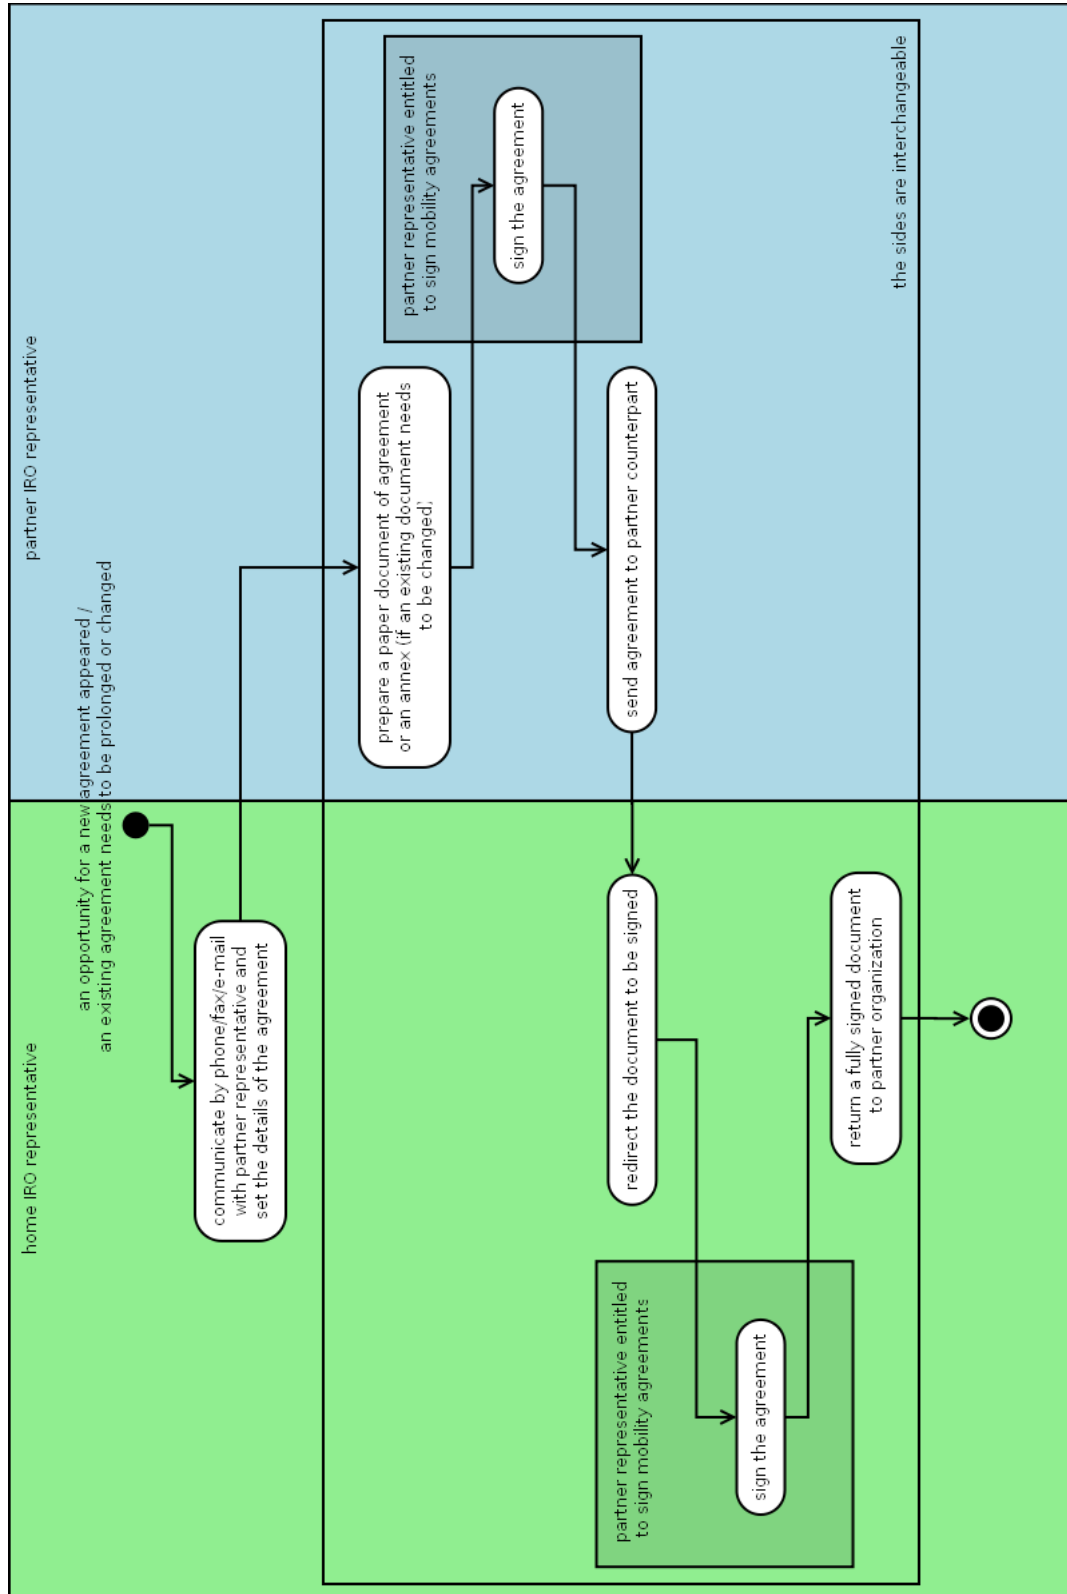 home IRO representative
partner IRO representative
an opportunity for a new agreement appeared /
an existing agreement needs to be prolonged or changed
communicate by phone/fax/e-mail
with partner representative and
set the details of the agreement
prepare a paper document of agreement
or an annex (if an existing document needs
to be changed)
partner representative entitled
to sign mobility agreements
sign the agreement
send agreement to partner counterpart
redirect the document to be signed
partner representative entitled
to sign mobility agreements
sign the agreement
return a fully signed document
to partner organization
the sides are interchangeable